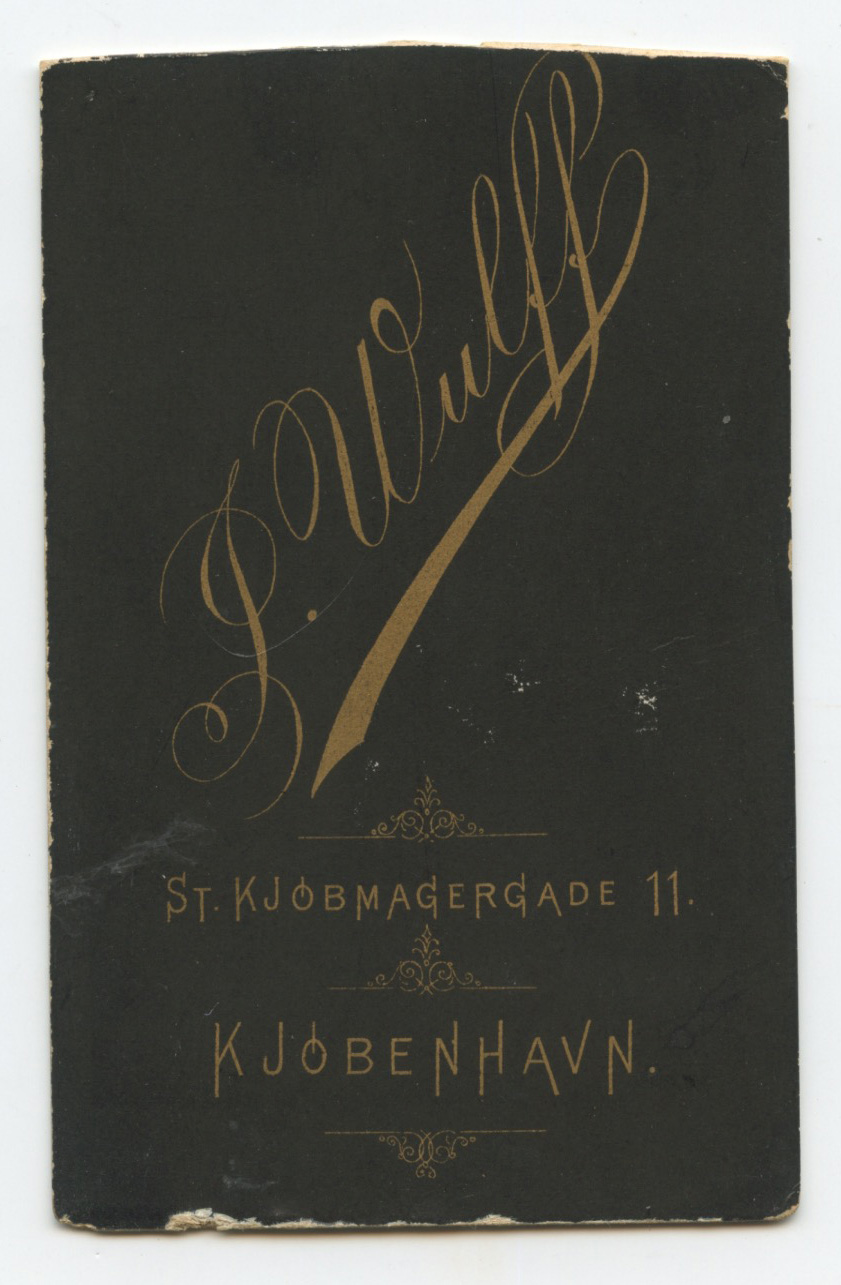 J. Wulff
ST. KJØBMAGERGADE 11.
KJØBENHAVN.